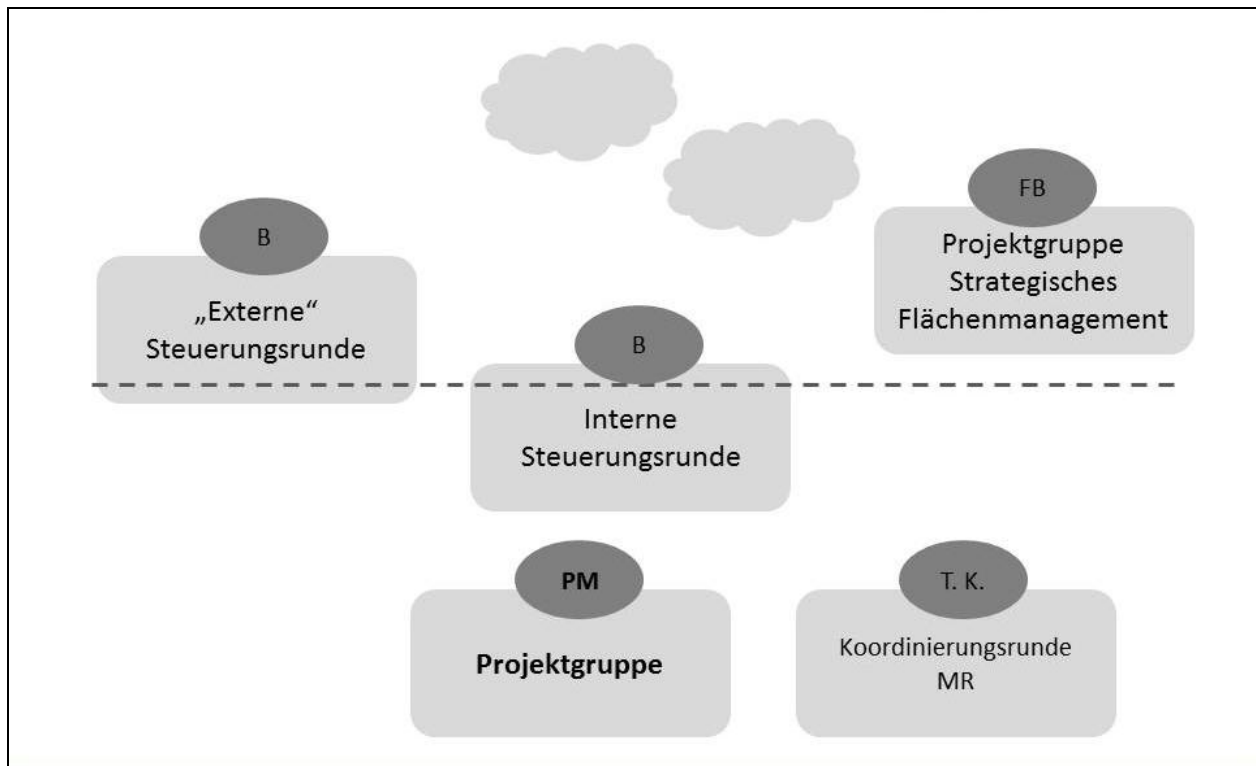 B
„Externe“
Steuerungsrunde
B
Interne
Steuerungsrunde
FB
Projektgruppe
Strategisches
Flächenmanagement
PM
Projektgruppe
T. K.
Koordinierungsrunde
MR